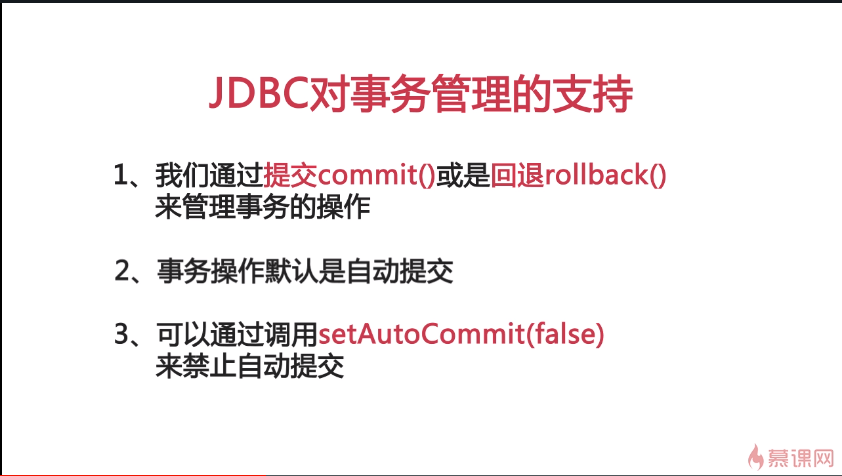 JDBC对事务管理的支持
1、我们通过提交commit()或是回退rollback()
来管理事务的操作
2、事务操作默认是自动提交
3、可以通过调用setAutoCommit(false)
来禁止自动提交
慕课网